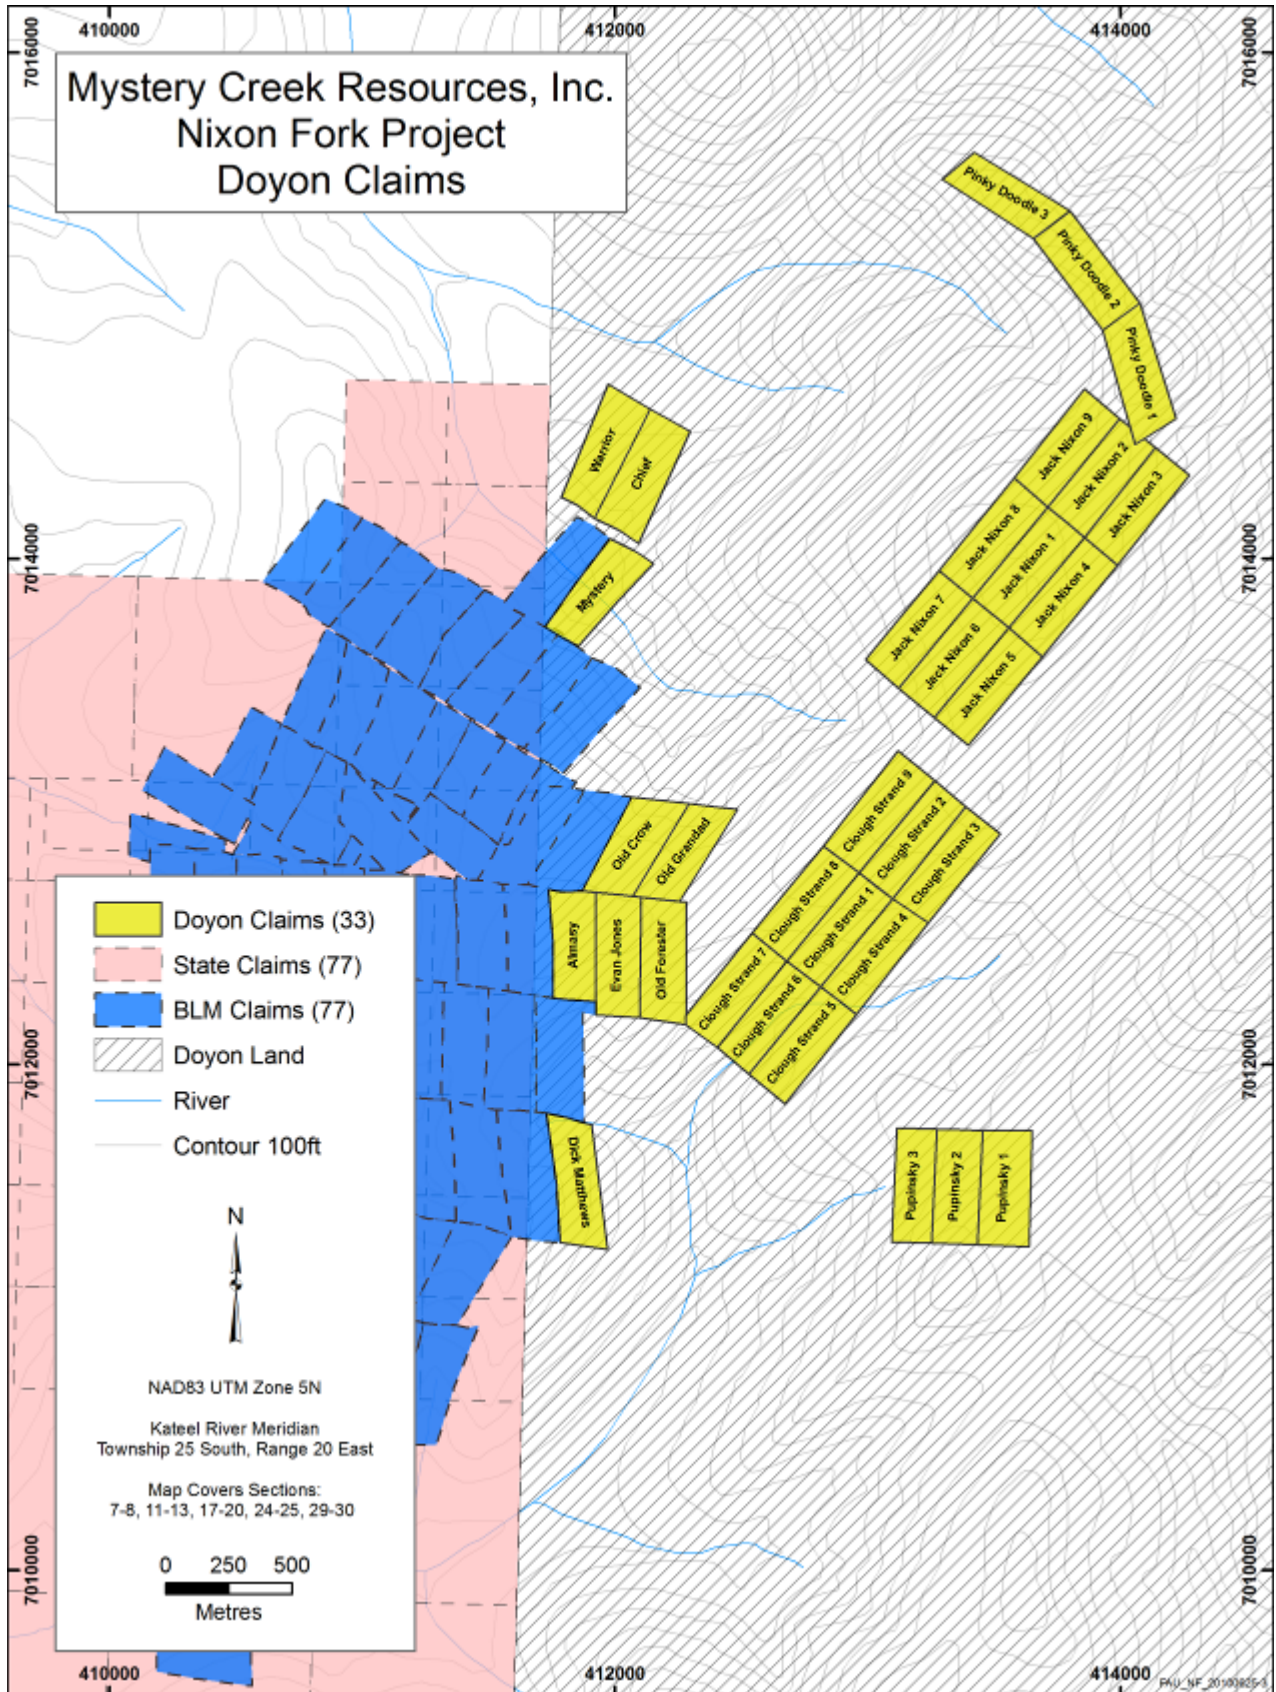 410000
412000
414000
7016000
7016000
Mystery Creek Resources, Inc.
Nixon Fork Project
Doyon Claims
Pinky Doodle 3
Pinky Doodle 2
Pinky Doodle 1
Warrior
Chief
Mystery
Jack Nixon 9
Jack Nixon 2
Jack Nixon 3
Jack Nixon 8
Jack Nixon 1
Jack Nixon 4
Jack Nixon 7
Jack Nixon 6
Jack Nixon 5
7014000
7014000
Old Crow
Old Grandad
Almasy
Evan Jones
Old Forester
Clough Strand 9
Clough Strand 2
Clough Strand 3
Clough Strand 8
Clough Strand 1
Clough Strand 4
Clough Strand 7
Clough Strand 6
Clough Strand 5
Doyon Claims (33)
State Claims (77)
BLM Claims (77)
Doyon Land
River
Contour 100ft
7012000
7012000
Dick Matthews
Pupinsky 3
Pupinsky 2
Pupinsky 1
N
NAD83 UTM Zone 5N
Kateel River Meridian
Township 25 South, Range 20 East
Map Covers Sections:
7-8, 11-13, 17-20, 24-25, 29-30
0 250 500
Metres
7010000
7010000
410000
412000
414000
FAU_NF_20100825-3